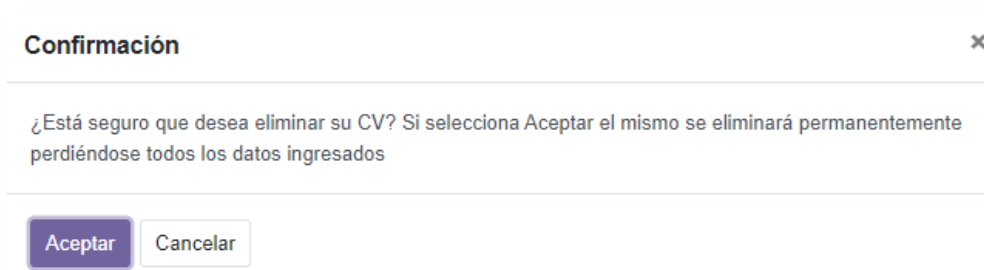 Confirmación
¿Está seguro que desea eliminar su CV? Si selecciona Aceptar el mismo se eliminará permanentemente
perdiéndose todos los datos ingresados
Aceptar Cancelar